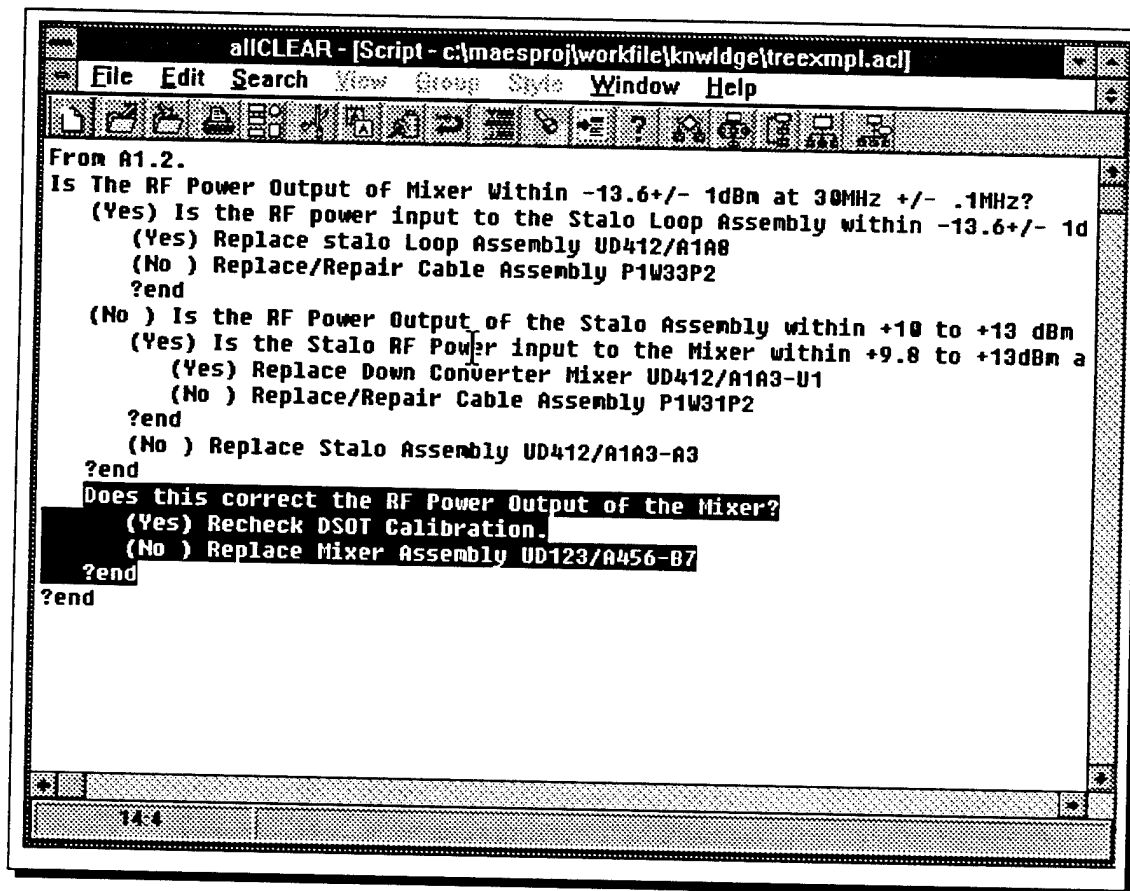 allCLEAR - [Script - c:\maesproj\workfile\knwldge\treexmpl.acl]
File Edit Search View Group Style Window Help
From A1.2.
Is The RF Power Output of Mixer Within -13.6+/- 1dBm at 30MHz +/- .1MHz?
(Yes) Is the RF power input to the Stalo Loop Assembly within -13.6+/- 1d
(Yes) Replace stalo Loop Assembly UD412/A1A8
(No ) Replace/Repair Cable Assembly P1W33P2
?end
(No ) Is the RF Power Output of the Stalo Assembly within +10 to +13 dBm
(Yes) Is the Stalo RF Power input to the Mixer within +9.8 to +13dBm a
(Yes) Replace Down Converter Mixer UD412/A1A3-U1
(No ) Replace/Repair Cable Assembly P1W31P2
?end
(No ) Replace Stalo Assembly UD412/A1A3-A3
?end
Does this correct the RF Power Output of the Mixer?
(Yes) Recheck DSOT Calibration.
(No ) Replace Mixer Assembly UD123/A456-B7
?end
?end
14:4